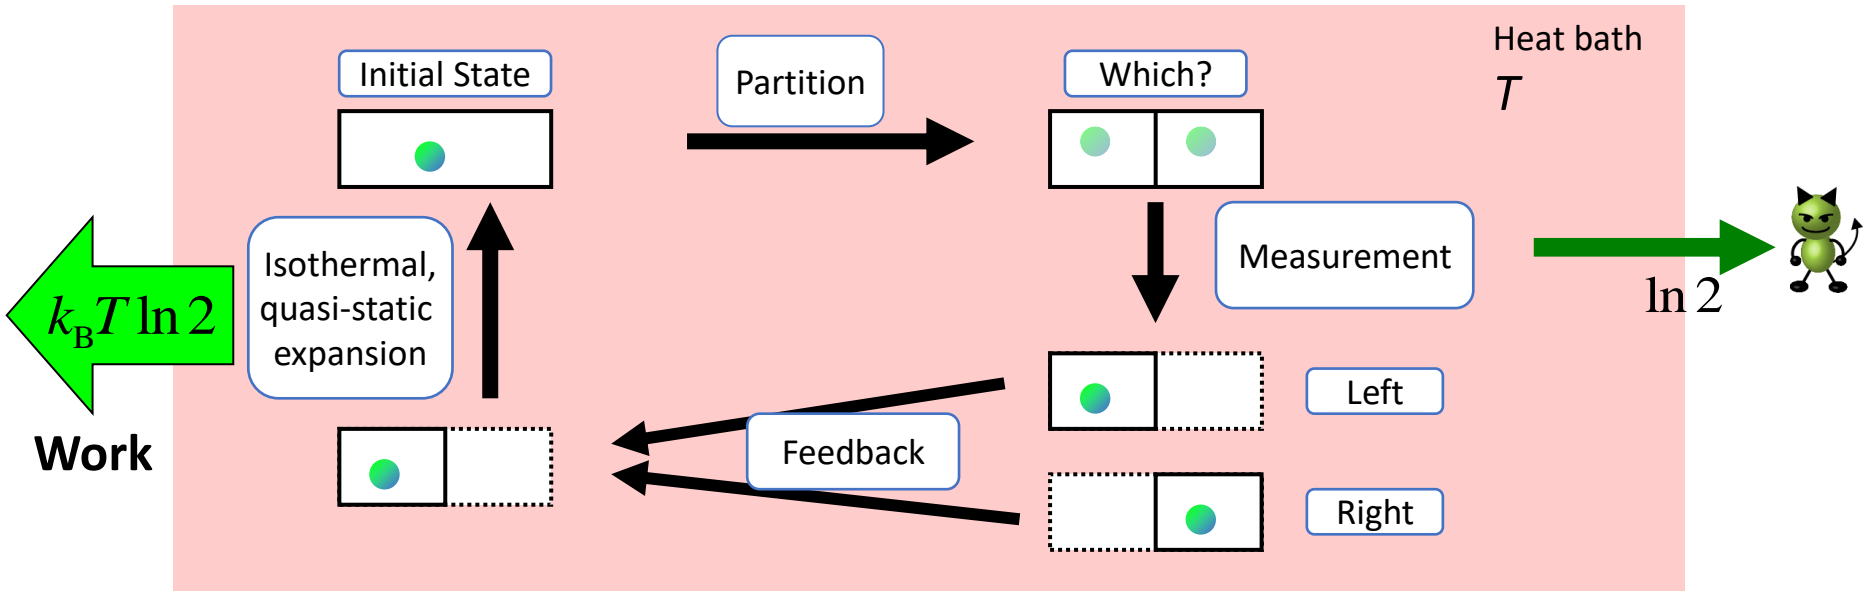 Initial State
Partition
Which?
Heat bath
T
Isothermal,
quasi-static
expansion
Measurement
k_B T ln 2
ln 2
Work
Left
Feedback
Right